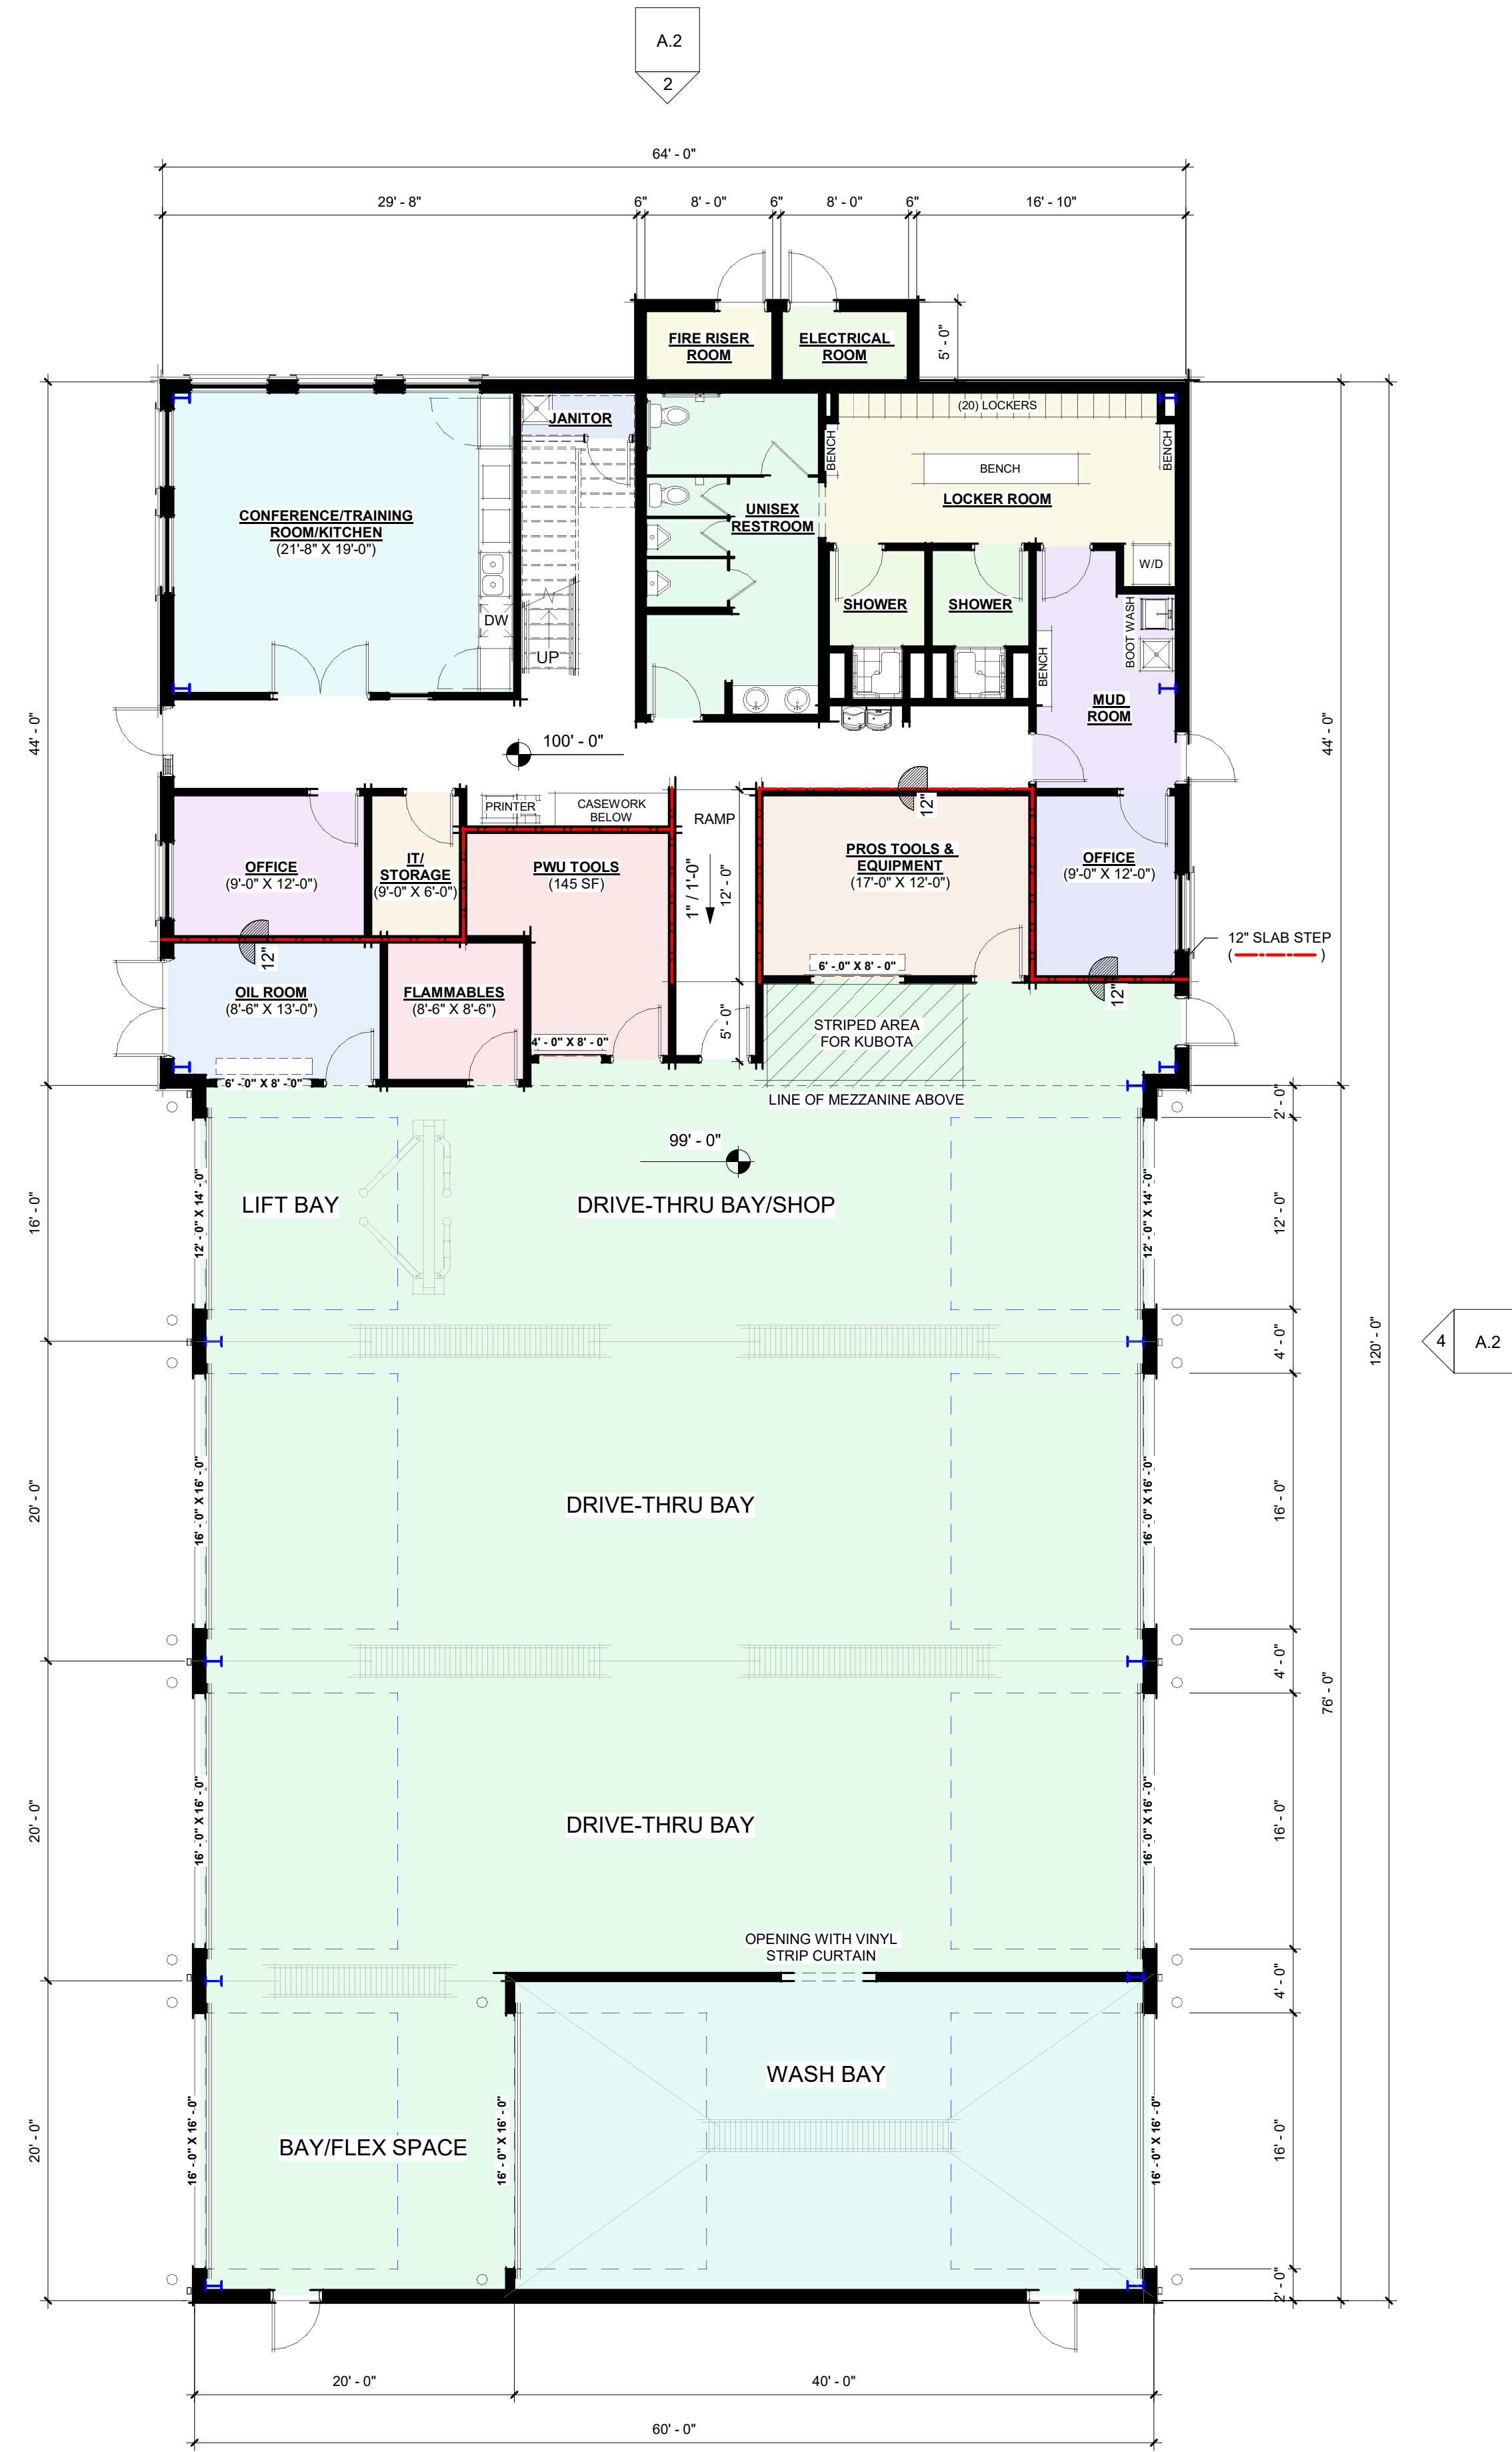 A.2
2
64' - 0"
29' - 8"
6"
8' - 0"
6"
8' - 0"
6"
16' - 10"
FIRE RISER
ROOM
ELECTRICAL
ROOM
5' - 0"
JANITOR
(20) LOCKERS
BENCH
BENCH
BENCH
LOCKER ROOM
CONFERENCE/TRAINING
ROOM/KITCHEN
(21'-8" X 19'-0")
UNISEX
RESTROOM
W/D
SHOWER
SHOWER
DW
UP
BOOT WASH
BENCH
MUD
ROOM
44' - 0"
44' - 0"
100' - 0"
PRINTER
CASEWORK
BELOW
RAMP
12"
1" / 1'-0"
12' - 0"
OFFICE
(9'-0" X 12'-0")
IT/
STORAGE
(9'-0" X 6'-0")
PWU TOOLS
(145 SF)
PROS TOOLS &
EQUIPMENT
(17'-0" X 12'-0")
OFFICE
(9'-0" X 12'-0")
12" SLAB STEP
( )
12"
6' - 0" X 8' - 0"
12"
OIL ROOM
(8'-6" X 13'-0")
FLAMMABLES
(8'-6" X 8'-6")
5' - 0"
STRIPED AREA
FOR KUBOTA
4' - 0" X 8' - 0"
6' - 0" X 8' - 0"
LINE OF MEZZANINE ABOVE
2' - 0"
99' - 0"
16' - 0"
12' - 0" X 14' - 0"
LIFT BAY
DRIVE-THRU BAY/SHOP
12' - 0" X 14' - 0"
12' - 0"
4' - 0"
120' - 0"
4
A.2
20' - 0"
16' - 0" X 16' - 0"
DRIVE-THRU BAY
16' - 0" X 16' - 0"
16' - 0"
4' - 0"
76' - 0"
20' - 0"
16' - 0" X 16' - 0"
DRIVE-THRU BAY
16' - 0" X 16' - 0"
16' - 0"
OPENING WITH VINYL
STRIP CURTAIN
4' - 0"
WASH BAY
20' - 0"
16' - 0" X 16' - 0"
BAY/FLEX SPACE
16' - 0" X 16' - 0"
16' - 0" X 16' - 0"
16' - 0"
2' - 0"
20' - 0"
40' - 0"
60' - 0"